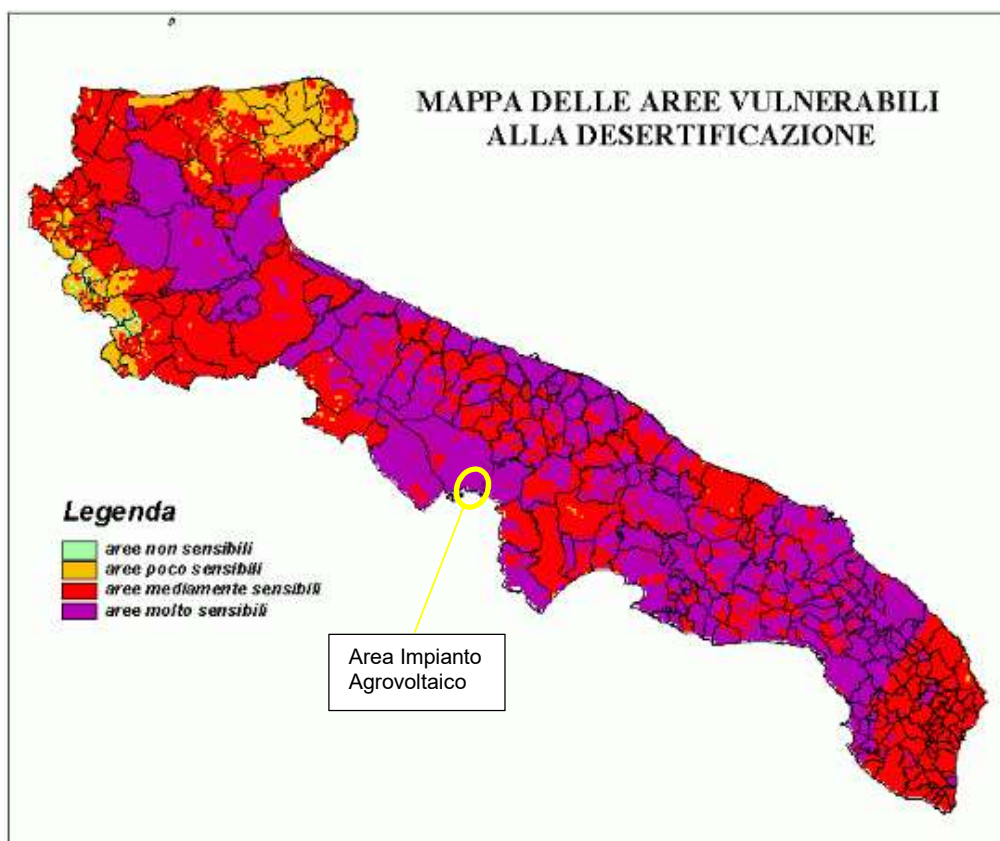 MAPPA DELLE AREE VULNERABILI
ALLA DESERTIFICAZIONE
Legenda
aree non sensibili
aree poco sensibili
aree mediamente sensibili
aree molto sensibili
Area Impianto
Agrovoltaico